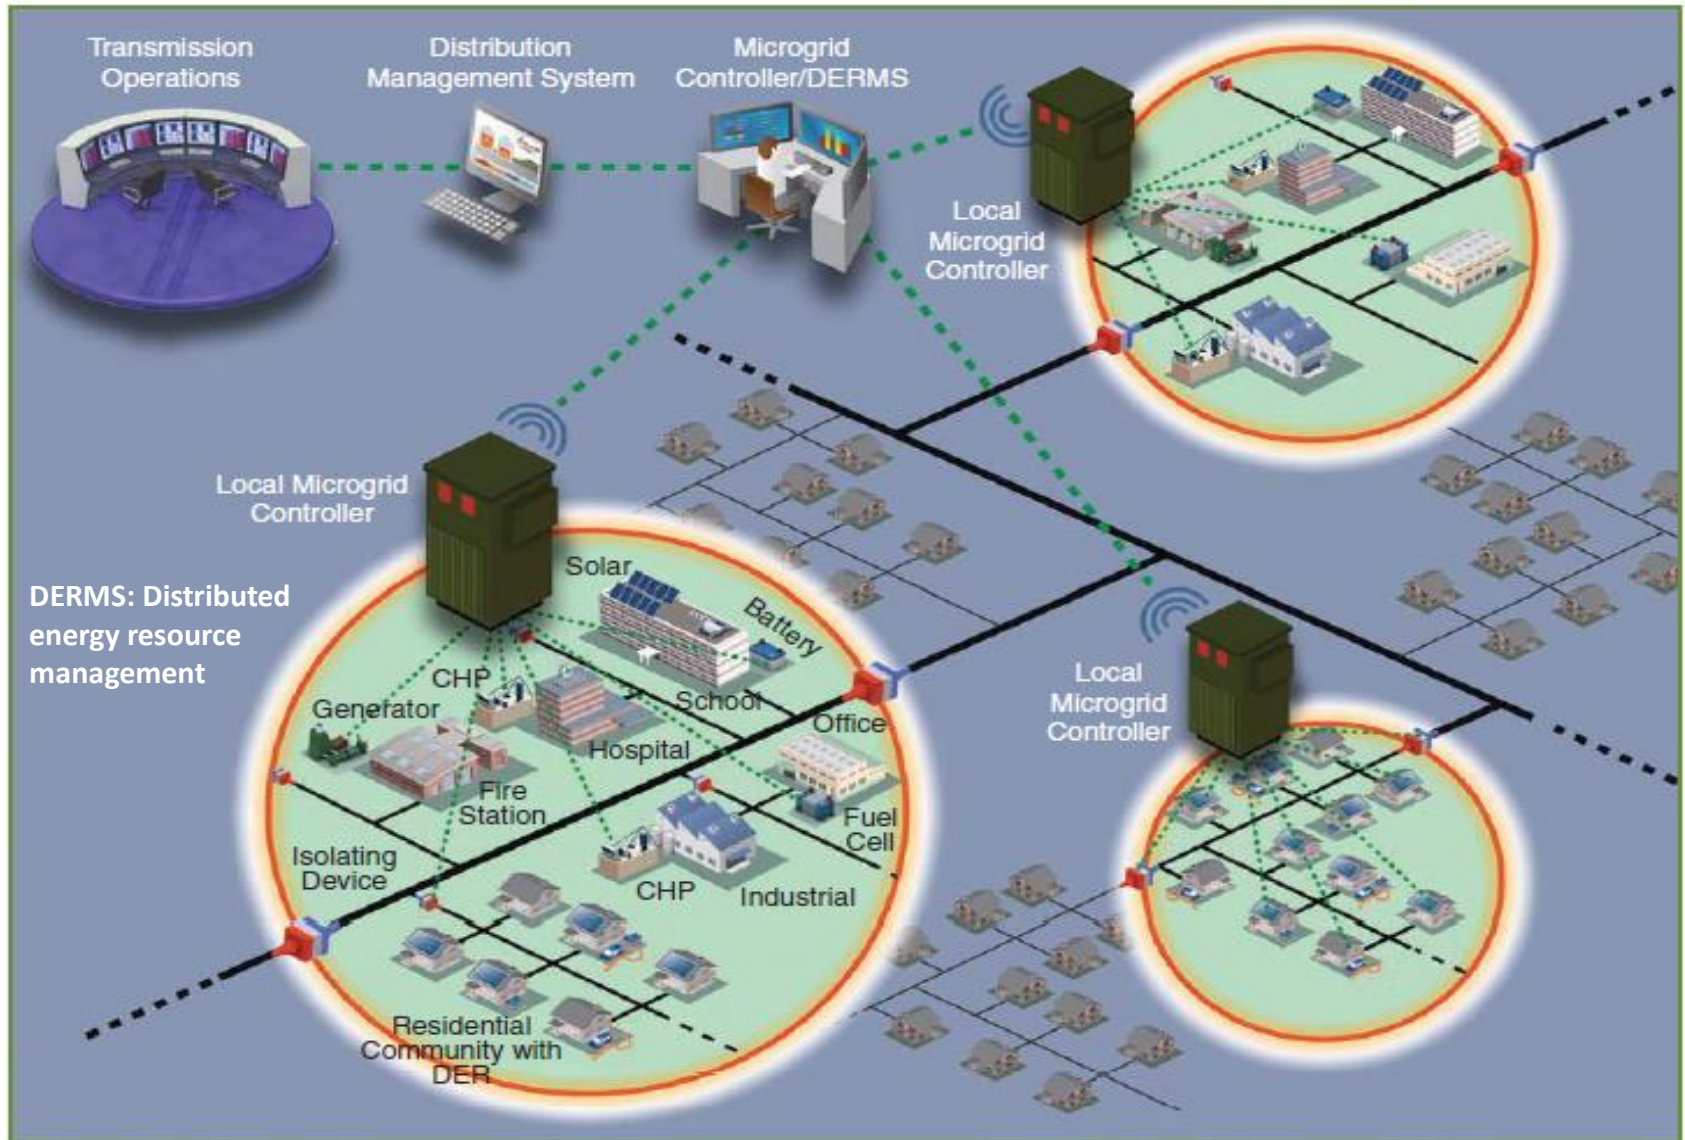 Transmission
Operations
Distribution
Management System
Microgrid
Controller/DERMS
Local
Microgrid
Controller
Local Microgrid
Controller
DERMS: Distributed
energy resource
management
Solar
Battery
CHP
School
Generator
Office
Hospital
Fire
Station
Fuel
Cell
Isolating
Device
CHP
Industrial
Residential
Community with
DER
Local
Microgrid
Controller